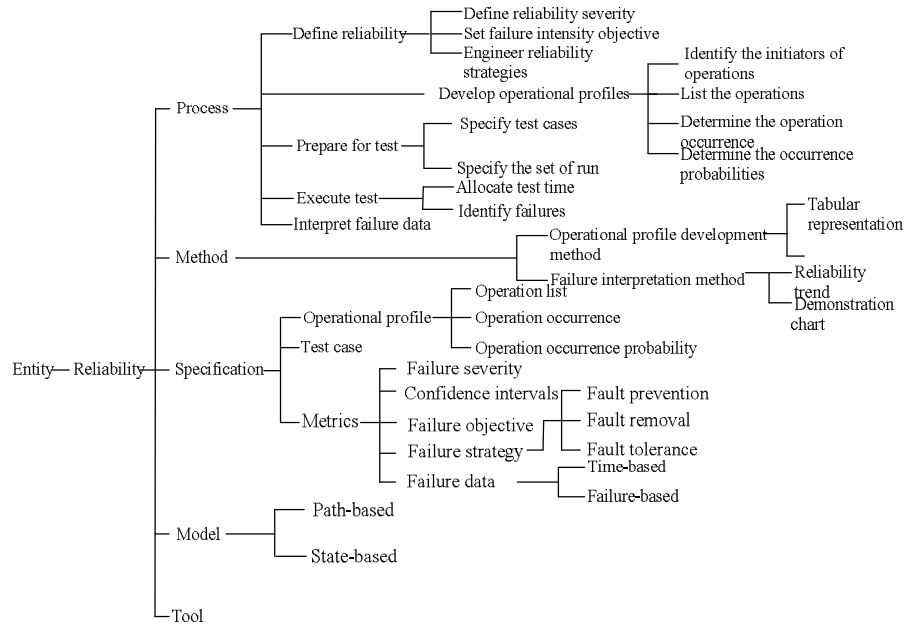 Define reliability severity
Define reliability
Set failure intensity objective
Engineer reliability
strategies
Identify the initiators of
operations
Develop operational profiles
List the operations
Process
Determine the operation
occurrence
Specify test cases
Prepare for test
Determine the occurrence
probabilities
Specify the set of run
Allocate test time
Execute test
Identify failures
Interpret failure data
Tabular
representation
Operational profile development
method
Method
Failure interpretation method
Reliability
trend
Demonstration
chart
Operation list
Operational profile
Operation occurrence
Test case
Operation occurrence probability
Entity
Reliability
Specification
Failure severity
Confidence intervals
Fault prevention
Metrics
Failure objective
Fault removal
Failure strategy
Fault tolerance
Time-based
Failure data
Failure-based
Path-based
Model
State-based
Tool